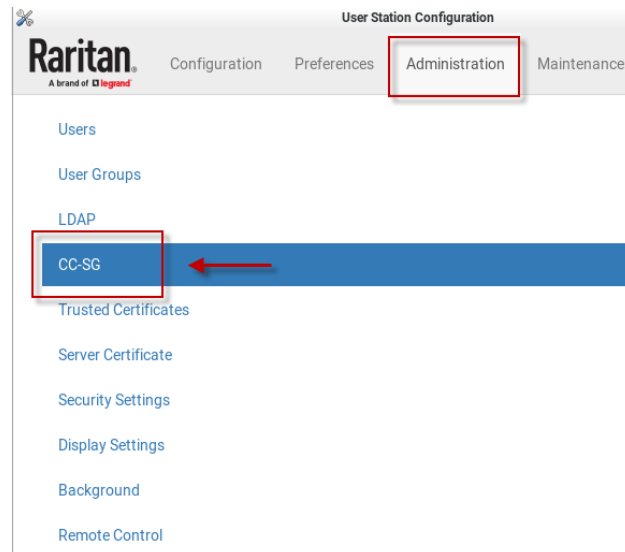 User Station Configuration
Raritan.
A brand of legrand
Configuration Preferences Administration Maintenance
Users
User Groups
LDAP
CC-SG
Trusted Certificates
Server Certificate
Security Settings
Display Settings
Background
Remote Control